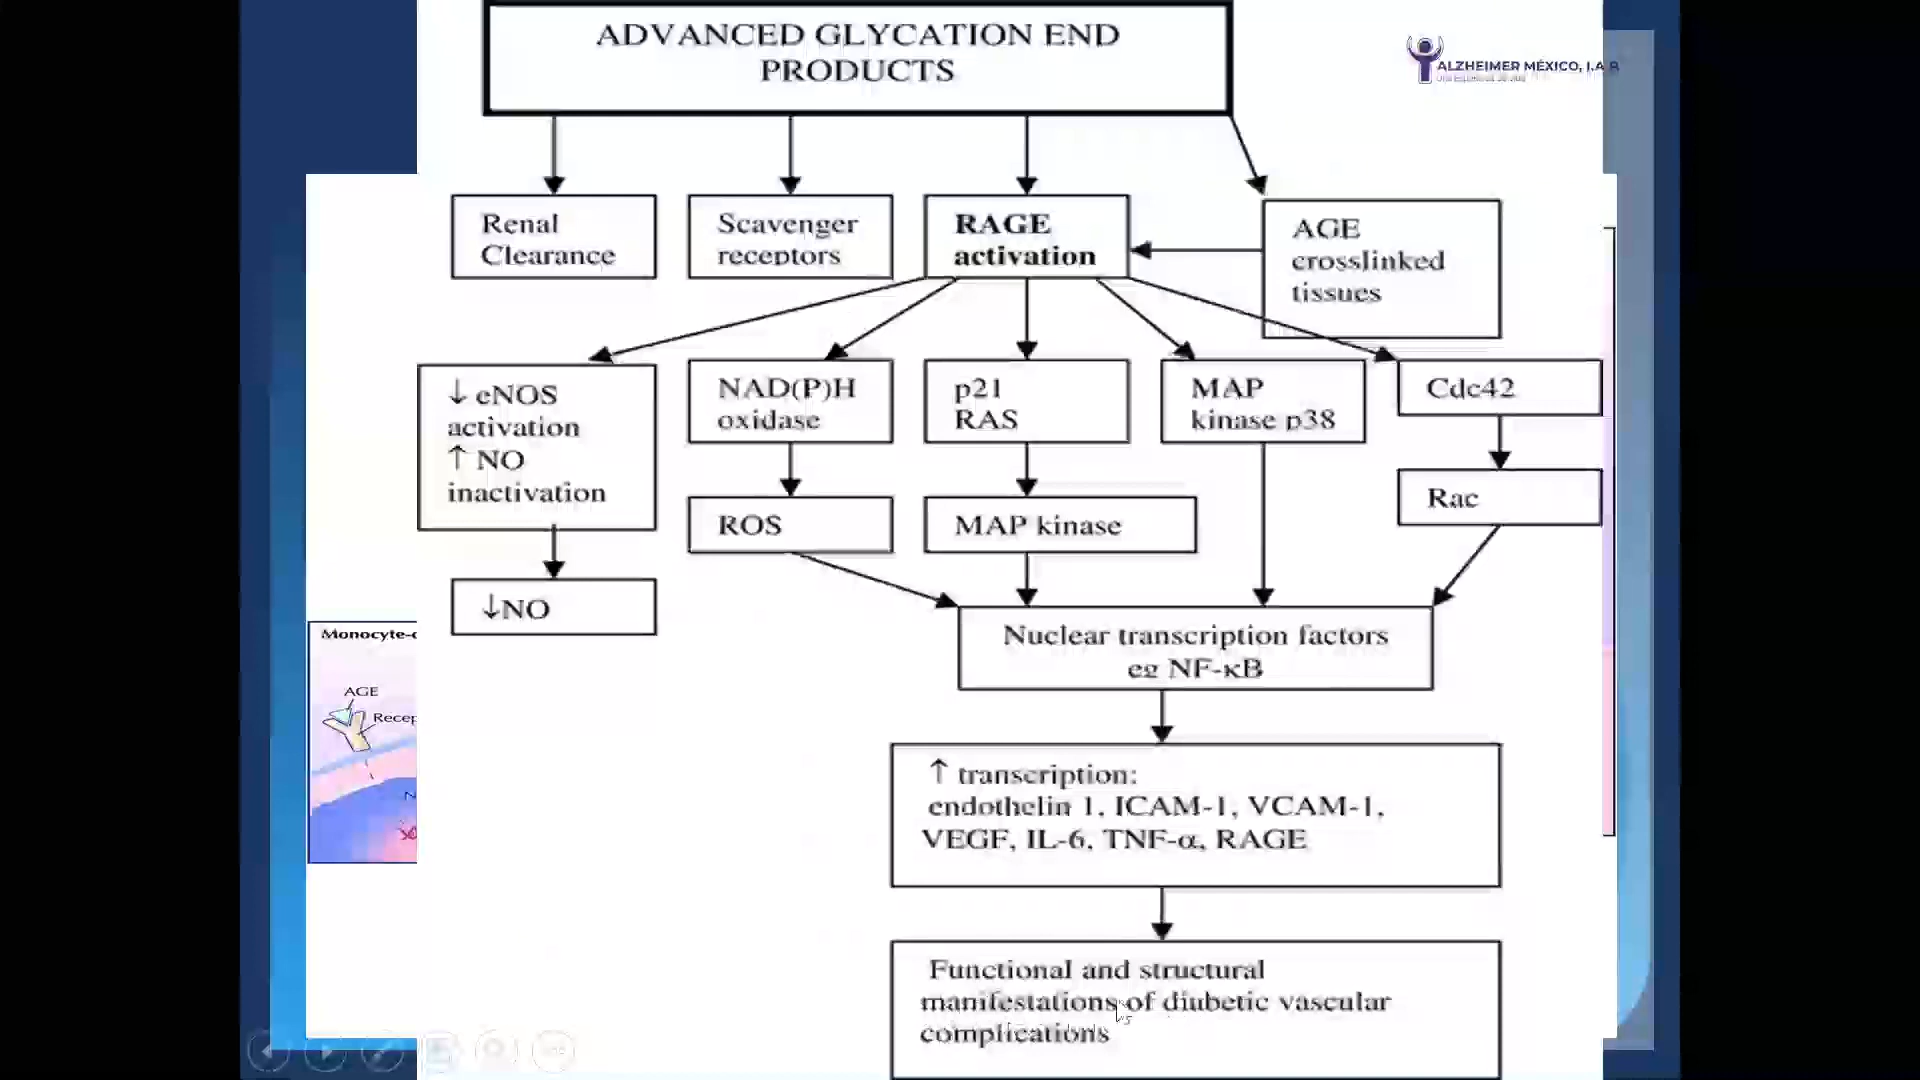 ADVANCED GLYCATION END
PRODUCTS
ALZHEIMER MÉXICO, I.A.P.
Renal
Clearance
Scavenger
receptors
RAGE
activation
AGE
crosslinked
tissues
↓ eNOS
activation
↑ NO
inactivation
NAD(P)H
oxidase
p21
RAS
MAP
kinase p38
Cdc42
Rac
ROS
MAP kinase
↓NO
Nuclear transcription factors
eg NF-κB
↑ transcription:
endothelin 1, ICAM-1, VCAM-1,
VEGF, IL-6, TNF-α, RAGE
Functional and structural
manifestations of diabetic vascular
complications
Monocyte-
AGE
Recep
N